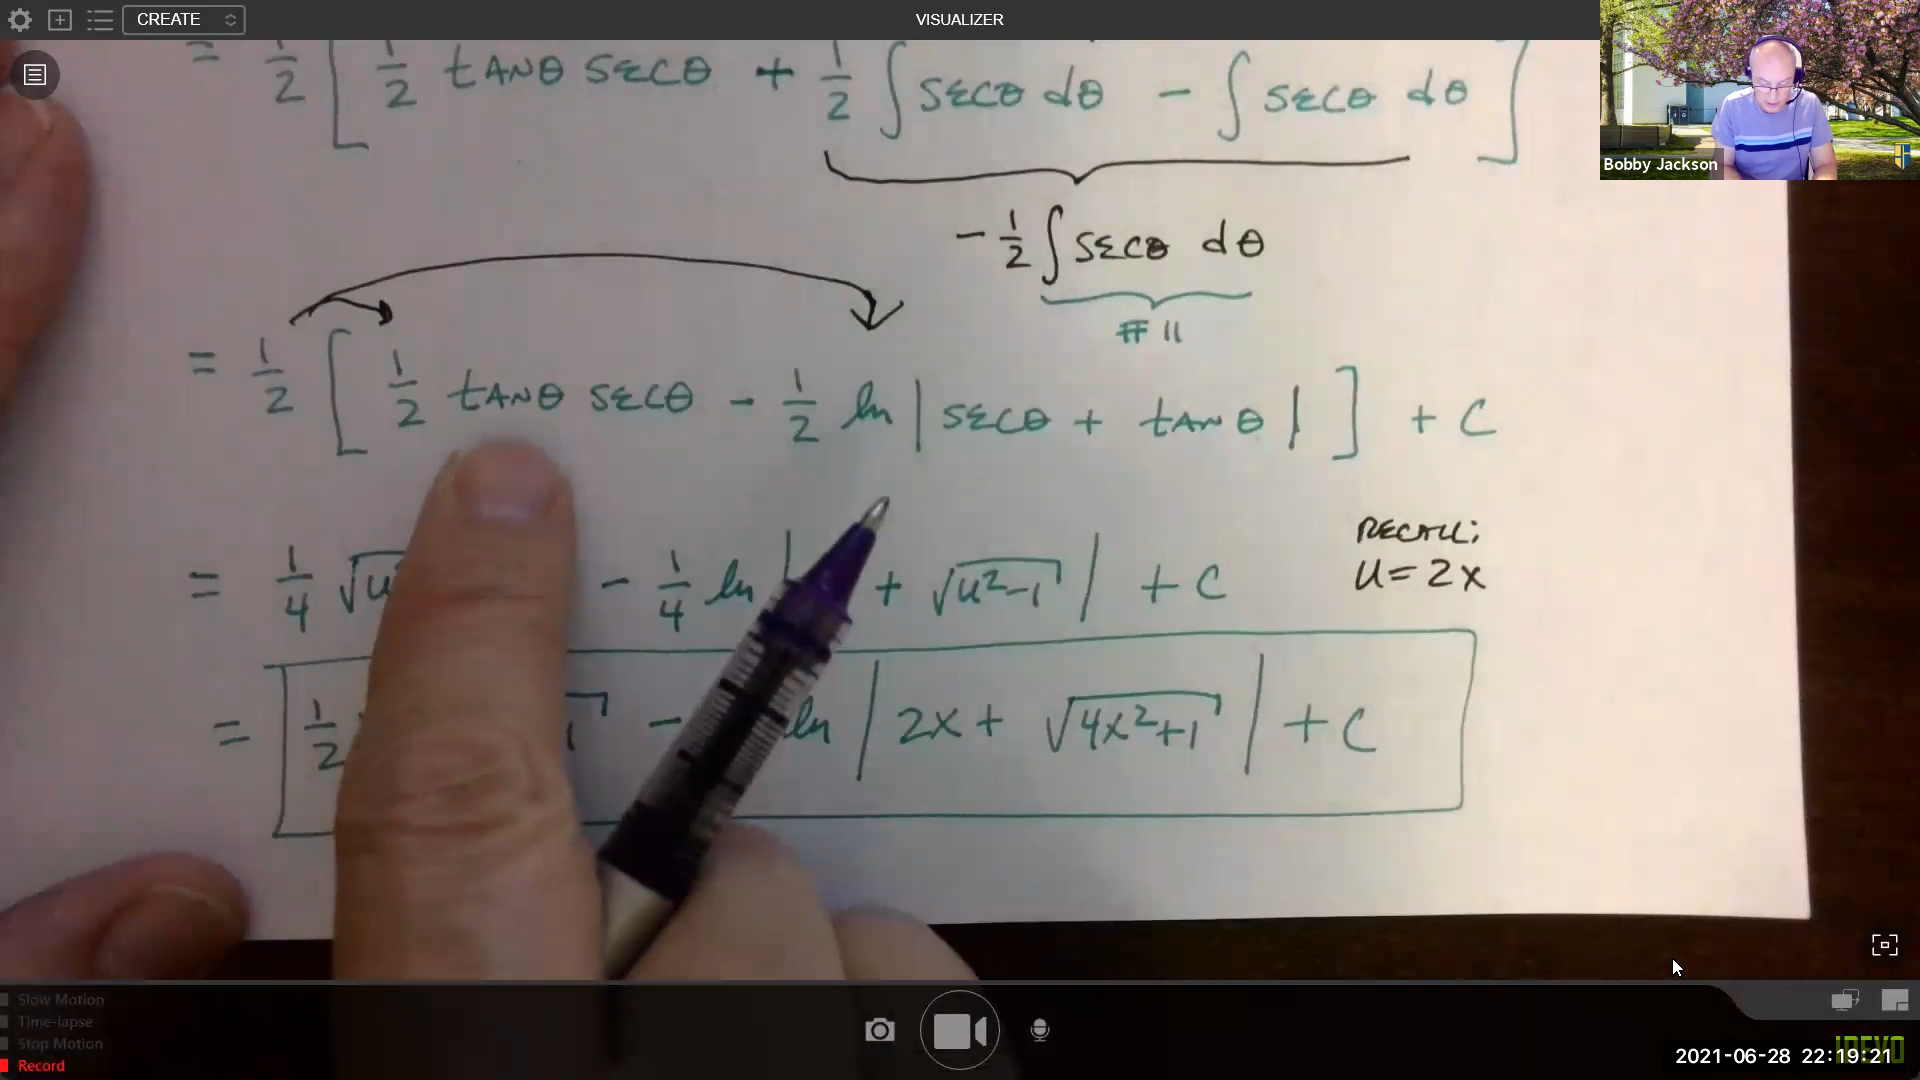 CREATE
VISUALIZER
Bobby Jackson
= 1/2 [ 1/2 tANθ SECθ + 1/2 ∫ SECθ dθ - ∫ SECθ dθ ]
- 1/2 ∫ SECθ dθ
# 11
= 1/2 [ 1/2 tANθ SECθ - 1/2 ln | SECθ + tANθ | ] + C
RECALL:
u = 2x
= 1/4 √u - 1/4 ln | + √u²-1 | + C
= 1/2 1 - ln | 2x + √4x²+1 | + C
Slow Motion
Time-lapse
Stop Motion
Record
2021-06-28 22:19:21